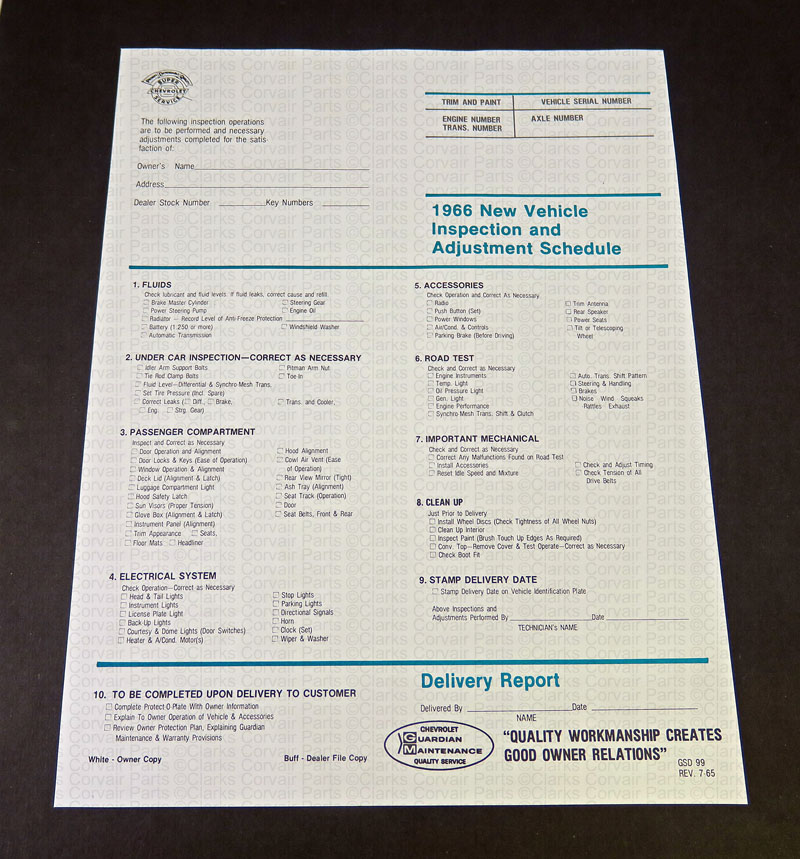 SUPER
CHEVROLET
SERVICE
The following inspection operations
are to be performed and necessary
adjustments completed for the satis-
faction of:
Owner's Name
Address
Dealer Stock Number Key Numbers
TRIM AND PAINT VEHICLE SERIAL NUMBER
ENGINE NUMBER AXLE NUMBER
TRANS. NUMBER
1966 New Vehicle
Inspection and
Adjustment Schedule
1. FLUIDS
Check lubricant and fluid levels. If fluid leaks, correct cause and refill.
Brake Master Cylinder Steering Gear
Power Steering Pump Engine Oil
Radiator — Record Level of Anti-Freeze Protection
Battery (1.250 or more) Windshield Washer
Automatic Transmission
2. UNDER CAR INSPECTION—CORRECT AS NECESSARY
Idler Arm Support Bolts Pitman Arm Nut
Tie Rod Clamp Bolts Toe-In
Fluid Level—Differential & Synchro-Mesh Trans.
Set Tire Pressure (Incl. Spare)
Correct Leaks ( Diff., Brake, Trans. and Cooler,
Eng. Strg. Gear)
3. PASSENGER COMPARTMENT
Inspect and Correct as Necessary
Door Operation and Alignment
Door Locks & Keys (Ease of Operation)
Window Operation & Alignment
Deck Lid (Alignment & Latch)
Luggage Compartment Light
Hood Safety Latch
Sun Visors (Proper Tension)
Glove Box (Alignment & Latch)
Instrument Panel (Alignment)
Trim Appearance Seats,
Floor Mats Headliner
Hood Alignment
Cowl Air Vent (Ease
of Operation)
Rear View Mirror (Tight)
Ash Tray (Alignment)
Seat Track (Operation)
Door
Seat Belts, Front & Rear
4. ELECTRICAL SYSTEM
Check Operation—Correct as Necessary
Head & Tail Lights
Instrument Lights
License Plate Light
Back-Up Lights
Courtesy & Dome Lights (Door Switches)
Heater & A/Cond. Motor(s)
Stop Lights
Parking Lights
Directional Signals
Horn
Clock (Set)
Wiper & Washer
5. ACCESSORIES
Check Operation and Correct As Necessary.
Radio
Push Button (Set)
Power Windows
Air/Cond. & Controls
Parking Brake (Before Driving)
Trim Antenna
Rear Speaker
Power Seats
Tilt or Telescoping
Wheel
6. ROAD TEST
Check and Correct as Necessary
Engine Instruments
Temp. Light
Oil Pressure Light
Gen. Light
Engine Performance
Synchro-Mesh Trans. Shift & Clutch
Auto. Trans. Shift Pattern
Steering & Handling
Brakes
Noise Wind Squeaks
Rattles Exhaust
7. IMPORTANT MECHANICAL
Check and Correct as Necessary
Correct Any Malfunctions Found on Road Test
Install Accessories
Reset Idle Speed and Mixture
Check and Adjust Timing
Check Tension of All
Drive Belts
8. CLEAN UP
Just Prior to Delivery
Install Wheel Discs (Check Tightness of All Wheel Nuts)
Clean Up Interior
Inspect Paint (Brush Touch Up Edges As Required)
Conv. Top—Remove Cover & Test Operate—Correct as Necessary
Check Boot Fit
9. STAMP DELIVERY DATE
Stamp Delivery Date on Vehicle Identification Plate
Above Inspections and
Adjustments Performed By Date
TECHNICIAN'S NAME
10. TO BE COMPLETED UPON DELIVERY TO CUSTOMER
Complete Protect-O-Plate With Owner Information
Explain To Owner Operation of Vehicle & Accessories
Review Owner Protection Plan, Explaining Guardian
Maintenance & Warranty Provisions
White - Owner Copy Buff - Dealer File Copy
Delivery Report
Delivered By Date
NAME
CHEVROLET
GUARDIAN
MAINTENANCE
QUALITY SERVICE
"QUALITY WORKMANSHIP CREATES
GOOD OWNER RELATIONS"
GSD 99
REV. 7-65